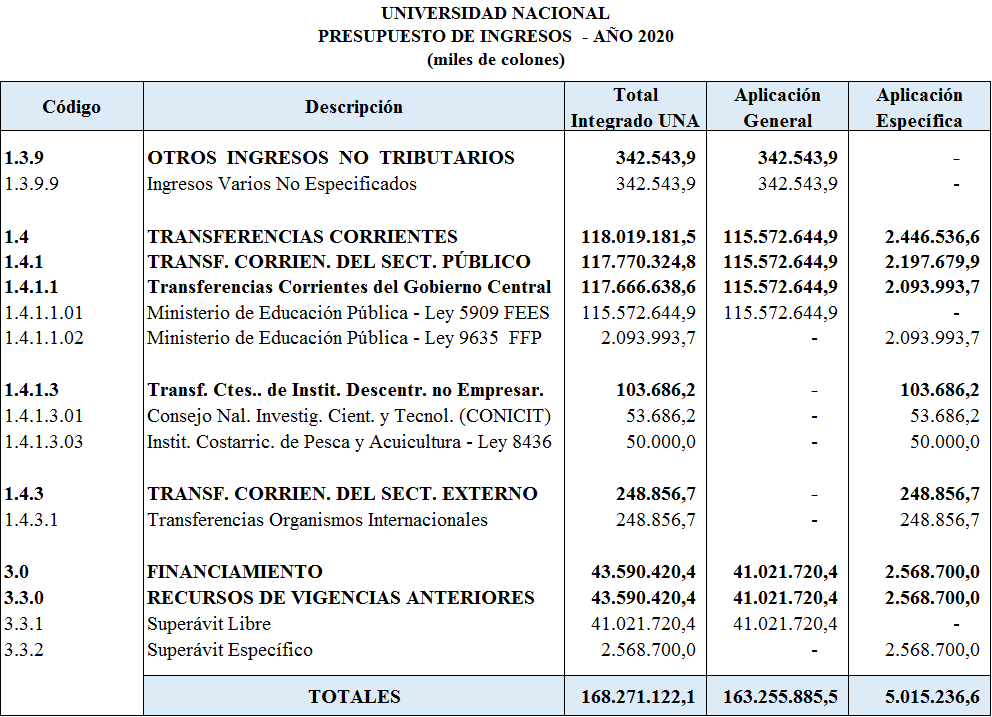 UNIVERSIDAD NACIONAL
PRESUPUESTO DE INGRESOS - AÑO 2020
(miles de colones)
Código Descripción Total Integrado UNA Aplicación General Aplicación Específica
1.3.9 OTROS INGRESOS NO TRIBUTARIOS 342.543,9 342.543,9 -
1.3.9.9 Ingresos Varios No Especificados 342.543,9 342.543,9 -
1.4 TRANSFERENCIAS CORRIENTES 118.019.181,5 115.572.644,9 2.446.536,6
1.4.1 TRANSF. CORRIEN. DEL SECT. PÚBLICO 117.770.324,8 115.572.644,9 2.197.679,9
1.4.1.1 Transferencias Corrientes del Gobierno Central 117.666.638,6 115.572.644,9 2.093.993,7
1.4.1.1.01 Ministerio de Educación Pública - Ley 5909 FEES 115.572.644,9 115.572.644,9 -
1.4.1.1.02 Ministerio de Educación Pública - Ley 9635 FFP 2.093.993,7 - 2.093.993,7
1.4.1.3 Transf. Ctes.. de Instit. Descentr. no Empresar. 103.686,2 - 103.686,2
1.4.1.3.01 Consejo Nal. Investig. Cient. y Tecnol. (CONICIT) 53.686,2 - 53.686,2
1.4.1.3.03 Instit. Costarric. de Pesca y Acuicultura - Ley 8436 50.000,0 - 50.000,0
1.4.3 TRANSF. CORRIEN. DEL SECT. EXTERNO 248.856,7 - 248.856,7
1.4.3.1 Transferencias Organismos Internacionales 248.856,7 - 248.856,7
3.0 FINANCIAMIENTO 43.590.420,4 41.021.720,4 2.568.700,0
3.3.0 RECURSOS DE VIGENCIAS ANTERIORES 43.590.420,4 41.021.720,4 2.568.700,0
3.3.1 Superávit Libre 41.021.720,4 41.021.720,4 -
3.3.2 Superávit Específico 2.568.700,0 - 2.568.700,0
TOTALES 168.271.122,1 163.255.885,5 5.015.236,6